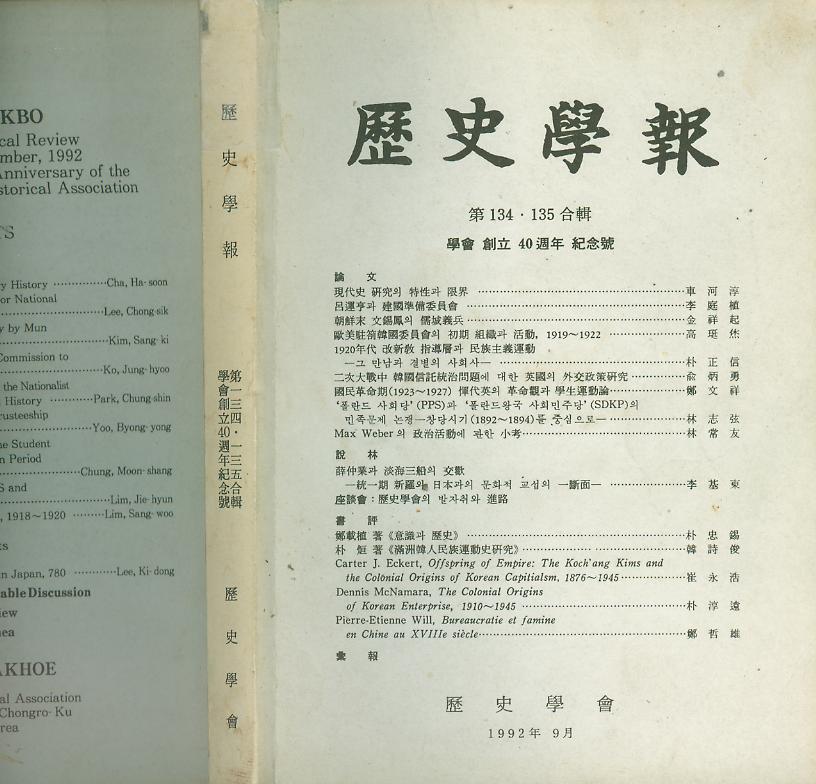 KBO
cal Review
mber, 1992
Anniversary of the
storical Association
TS
y History ············Cha, Ha-soon
or National
························Lee, Chong-sik
y by Mun
························Kim, Sang-ki
Commission to
························Ko, Jung-hyoo
the Nationalist
History ········Park, Chung-shin
rusteeship
························Yoo, Byong-yong
he Student
n Period
························Chung, Moon-shang
S and
························Lim, Jie-hyun
, 1918～1920 ········Lim, Sang-woo
ks
n Japan, 780 ············Lee, Ki-dong
able Discussion
iew
ea
AKHOE
al Association
Chongro-Ku
rea
歷史學報
第一三四・一三五合輯
學會創立40週年紀念號
歷史學會
歷史學報
第 134・135 合輯
學會 創立 40週年 紀念號
論 文
現代史 硏究의 特性과 限界 ························車 河 淳
呂運亨과 建國準備委員會 ························李 庭 植
朝鮮末 文錫鳳의 儒城義兵 ························金 祥 起
歐美駐箚韓國委員會의 初期 組織과 活動, 1919～1922 ············高 珽 烋
1920年代 改新敎 指導層과 民族主義運動
—그 만남과 결별의 사회사— ························朴 正 信
二次大戰中 韓國信託統治問題에 대한 英國의 外交政策硏究 ············兪 炳 勇
國民革命期(1923~1927) 惲代英의 革命觀과 學生運動論 ············鄭 文 祥
‘폴란드 사회당’(PPS)과 ‘폴란드왕국 사회민주당’(SDKP)의
민족문제 논쟁—창당시기(1892~1894)를 중심으로— ············林 志 弦
Max Weber의 政治活動에 관한 小考 ························林 常 友
說 林
薛仲業과 淡海三船의 交歡
—統一期 新羅와 日本과의 문화적 교섭의 一斷面— ············李 基 東
座談會 : 歷史學會의 발자취와 進路
書 評
鄭載植 著《意識과 歷史》 ························朴 忠 錫
朴 烜 著《滿洲韓人民族運動史硏究》 ························韓 詩 俊
Carter J. Eckert, Offspring of Empire: The Koch'ang Kims and
the Colonial Origins of Korean Capitialsm, 1876~1945 ············崔 永 浩
Dennis McNamara, The Colonial Origins
of Korean Enterprise, 1910~1945 ························朴 淳 遠
Pierre-Etienne Will, Bureaucratie et famine
en Chine au XVIIIe siècle ························鄭 哲 雄
彙 報
歷 史 學 會
1992年 9月